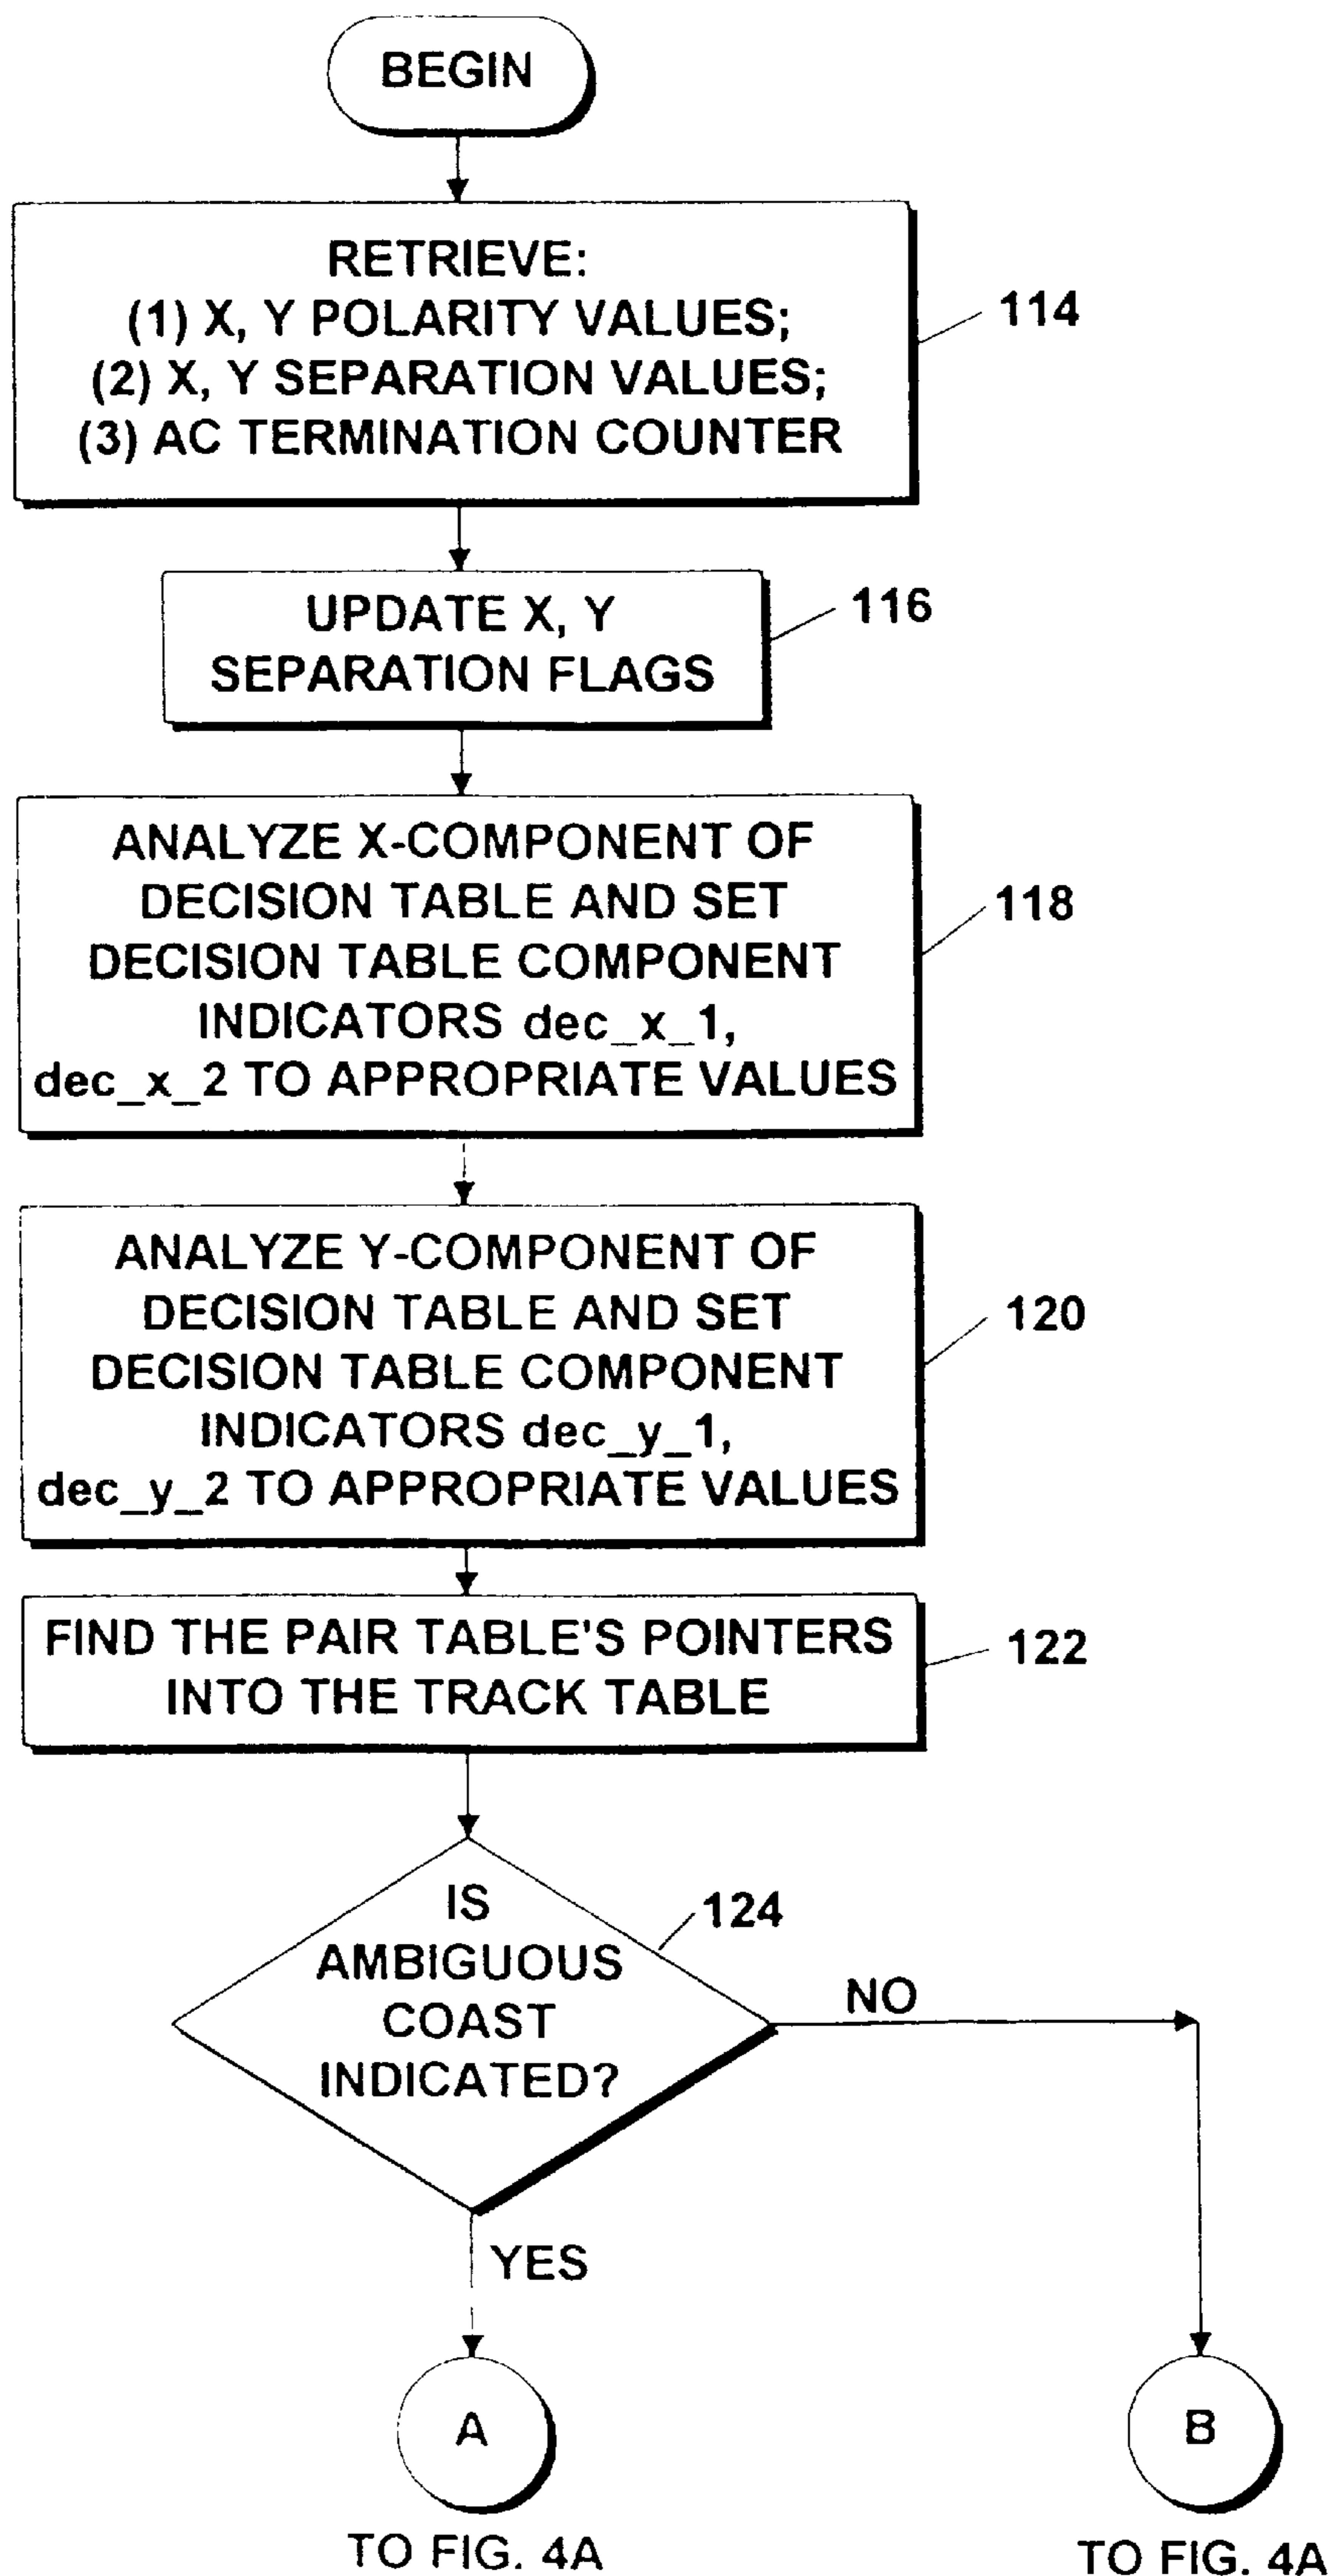 BEGIN
RETRIEVE:
(1) X, Y POLARITY VALUES;
(2) X, Y SEPARATION VALUES;
(3) AC TERMINATION COUNTER
114
UPDATE X, Y
SEPARATION FLAGS
116
ANALYZE X-COMPONENT OF
DECISION TABLE AND SET
DECISION TABLE COMPONENT
INDICATORS dec_x_1,
dec_x_2 TO APPROPRIATE VALUES
118
ANALYZE Y-COMPONENT OF
DECISION TABLE AND SET
DECISION TABLE COMPONENT
INDICATORS dec_y_1,
dec_y_2 TO APPROPRIATE VALUES
120
FIND THE PAIR TABLE'S POINTERS
INTO THE TRACK TABLE
122
IS
AMBIGUOUS
COAST
INDICATED?
124
NO
YES
A
B
TO FIG. 4A
TO FIG. 4A